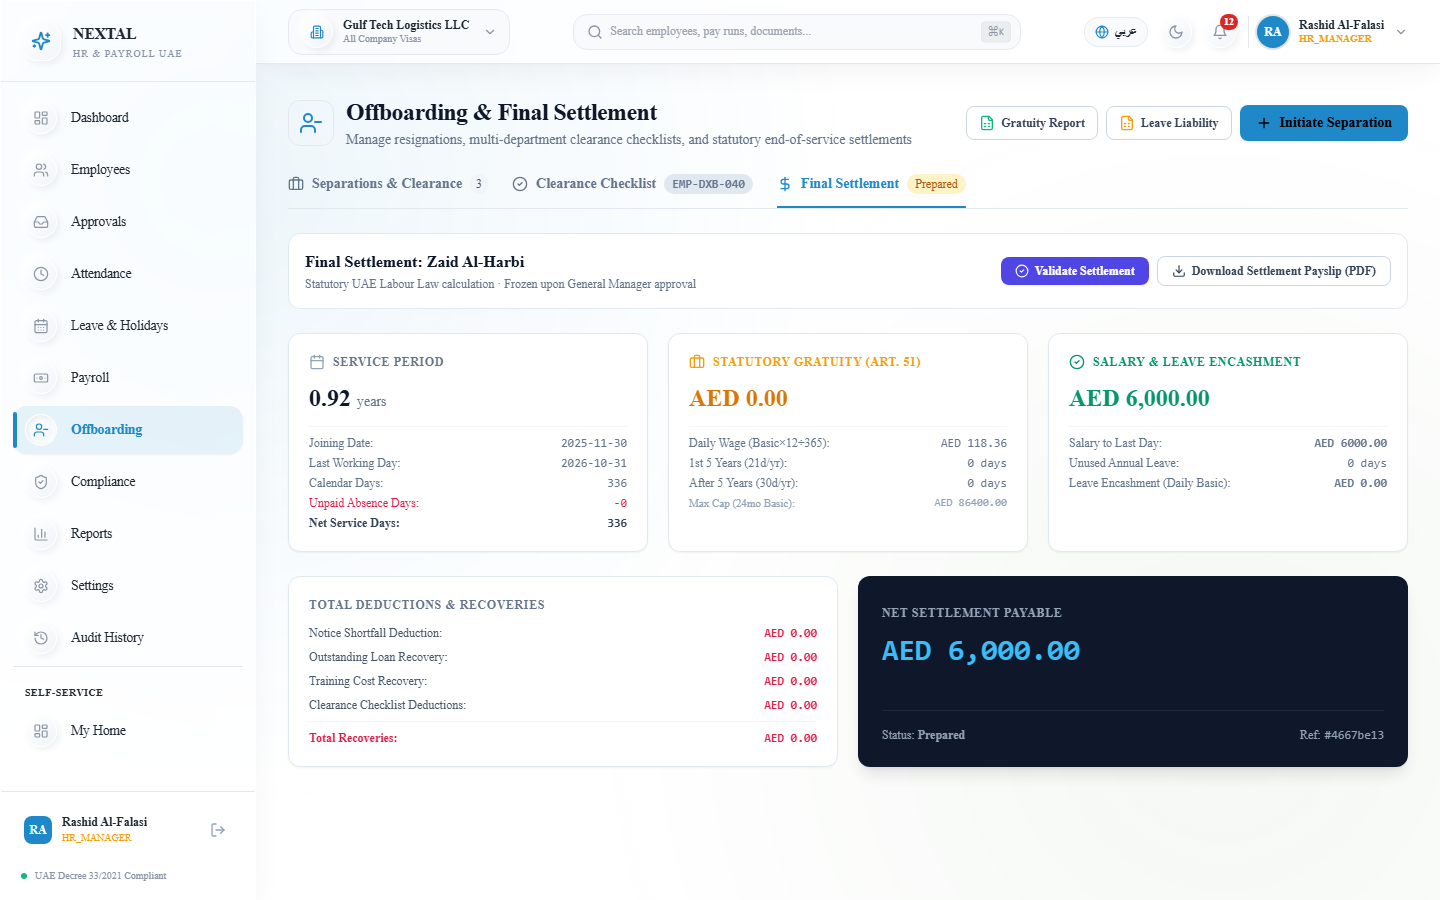 NEXTAL
HR & PAYROLL UAE
Dashboard
Employees
Approvals
Attendance
Leave & Holidays
Payroll
Offboarding
Compliance
Reports
Settings
Audit History
SELF-SERVICE
My Home
Rashid Al-Falasi
HR_MANAGER
UAE Decree 33/2021 Compliant
Gulf Tech Logistics LLC
All Company Visas
Search employees, pay runs, documents...
⌘K
عربي
12
RA Rashid Al-Falasi
HR_MANAGER
Offboarding & Final Settlement
Manage resignations, multi-department clearance checklists, and statutory end-of-service settlements
Gratuity Report
Leave Liability
Initiate Separation
Separations & Clearance 3
Clearance Checklist EMP-DXB-040
Final Settlement Prepared
Final Settlement: Zaid Al-Harbi
Statutory UAE Labour Law calculation · Frozen upon General Manager approval
Validate Settlement
Download Settlement Payslip (PDF)
SERVICE PERIOD
0.92 years
Joining Date: 2025-11-30
Last Working Day: 2026-10-31
Calendar Days: 336
Unpaid Absence Days: -0
Net Service Days: 336
STATUTORY GRATUITY (ART. 51)
AED 0.00
Daily Wage (Basic×12÷365): AED 118.36
1st 5 Years (21d/yr): 0 days
After 5 Years (30d/yr): 0 days
Max Cap (24mo Basic): AED 86400.00
SALARY & LEAVE ENCASHMENT
AED 6,000.00
Salary to Last Day: AED 6000.00
Unused Annual Leave: 0 days
Leave Encashment (Daily Basic): AED 0.00
TOTAL DEDUCTIONS & RECOVERIES
Notice Shortfall Deduction: AED 0.00
Outstanding Loan Recovery: AED 0.00
Training Cost Recovery: AED 0.00
Clearance Checklist Deductions: AED 0.00
Total Recoveries: AED 0.00
NET SETTLEMENT PAYABLE
AED 6,000.00
Status: Prepared
Ref: #4667be13
RA